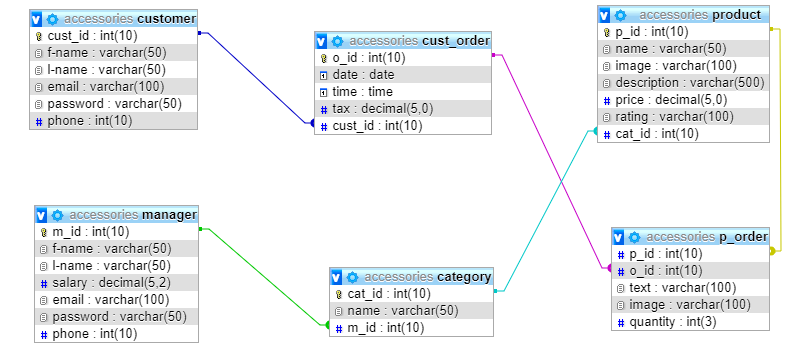 accessories customer
cust_id : int(10)
f-name : varchar(50)
l-name : varchar(50)
email : varchar(100)
password : varchar(50)
phone : int(10)
accessories cust_order
o_id : int(10)
date : date
time : time
tax : decimal(5,0)
cust_id : int(10)
accessories product
p_id : int(10)
name : varchar(50)
image : varchar(100)
description : varchar(500)
price : decimal(5,0)
rating : varchar(100)
cat_id : int(10)
accessories manager
m_id : int(10)
f-name : varchar(50)
l-name : varchar(50)
salary : decimal(5,2)
email : varchar(100)
password : varchar(50)
phone : int(10)
accessories category
cat_id : int(10)
name : varchar(50)
m_id : int(10)
accessories p_order
p_id : int(10)
o_id : int(10)
text : varchar(100)
image : varchar(100)
quantity : int(3)